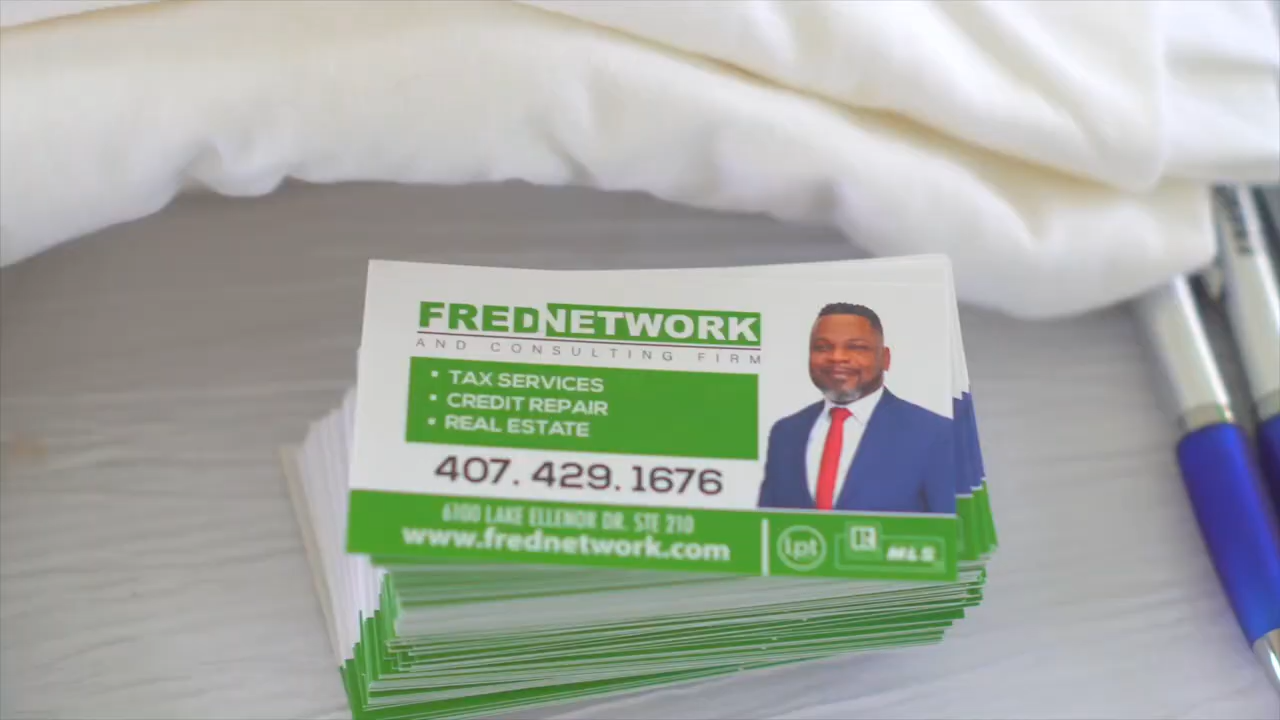 FREDNETWORK
AND CONSULTING FIRM
▪ TAX SERVICES
▪ CREDIT REPAIR
▪ REAL ESTATE
407. 429. 1676
6100 LAKE ELLENOR DR. STE 210
www.frednetwork.com
ipt
R MLS